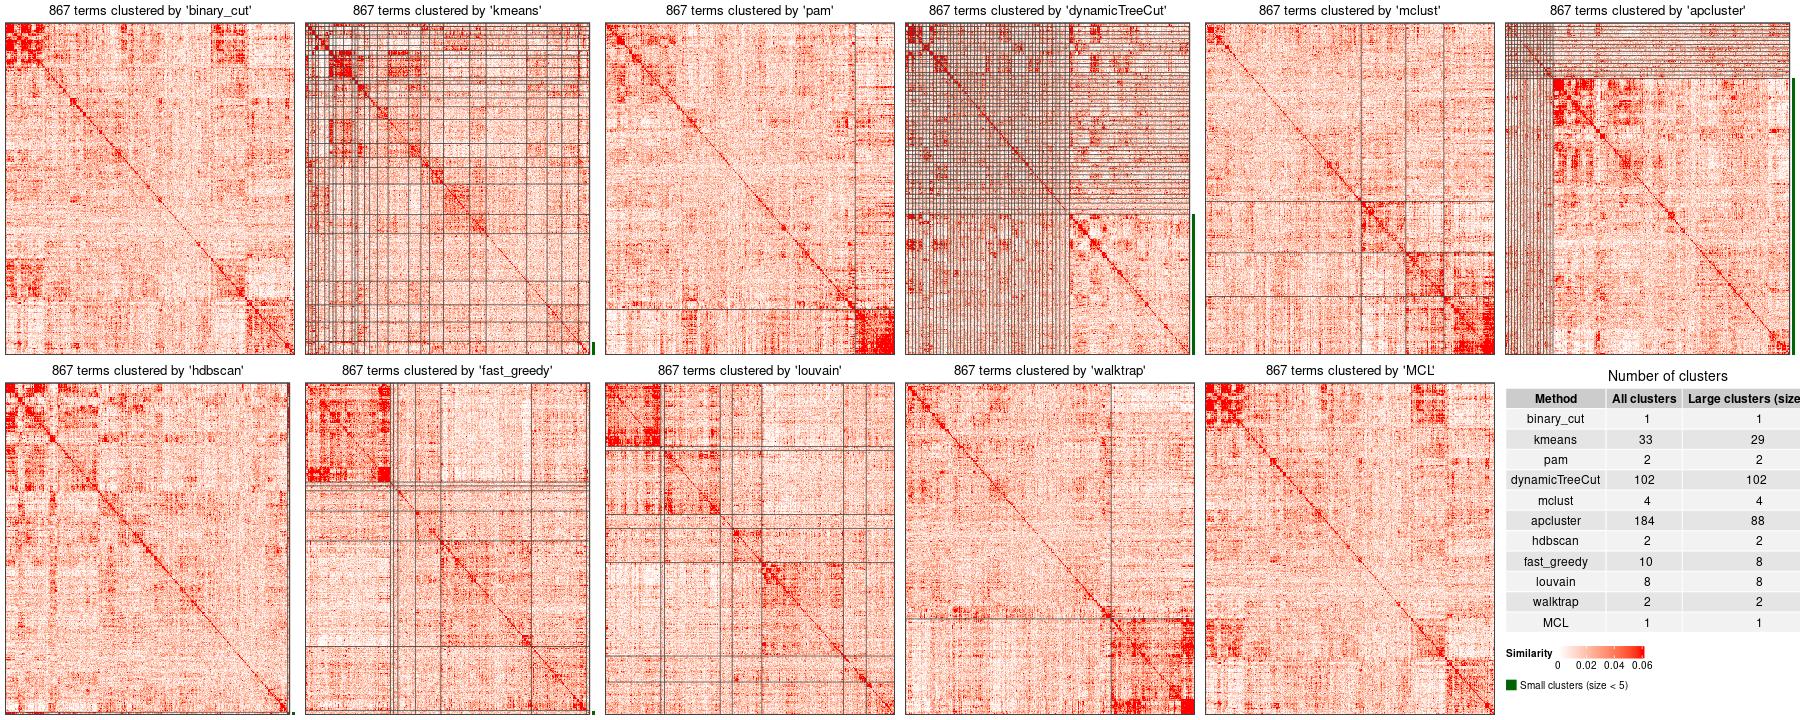 867 terms clustered by 'binary_cut'
867 terms clustered by 'kmeans'
867 terms clustered by 'pam'
867 terms clustered by 'dynamicTreeCut'
867 terms clustered by 'mclust'
867 terms clustered by 'apcluster'
867 terms clustered by 'hdbscan'
867 terms clustered by 'fast_greedy'
867 terms clustered by 'louvain'
867 terms clustered by 'walktrap'
867 terms clustered by 'MCL'
Number of clusters
Method All clusters Large clusters (size
binary_cut 1 1
kmeans 33 29
pam 2 2
dynamicTreeCut 102 102
mclust 4 4
apcluster 184 88
hdbscan 2 2
fast_greedy 10 8
louvain 8 8
walktrap 2 2
MCL 1 1
Similarity
0 0.02 0.04 0.06
Small clusters (size < 5)